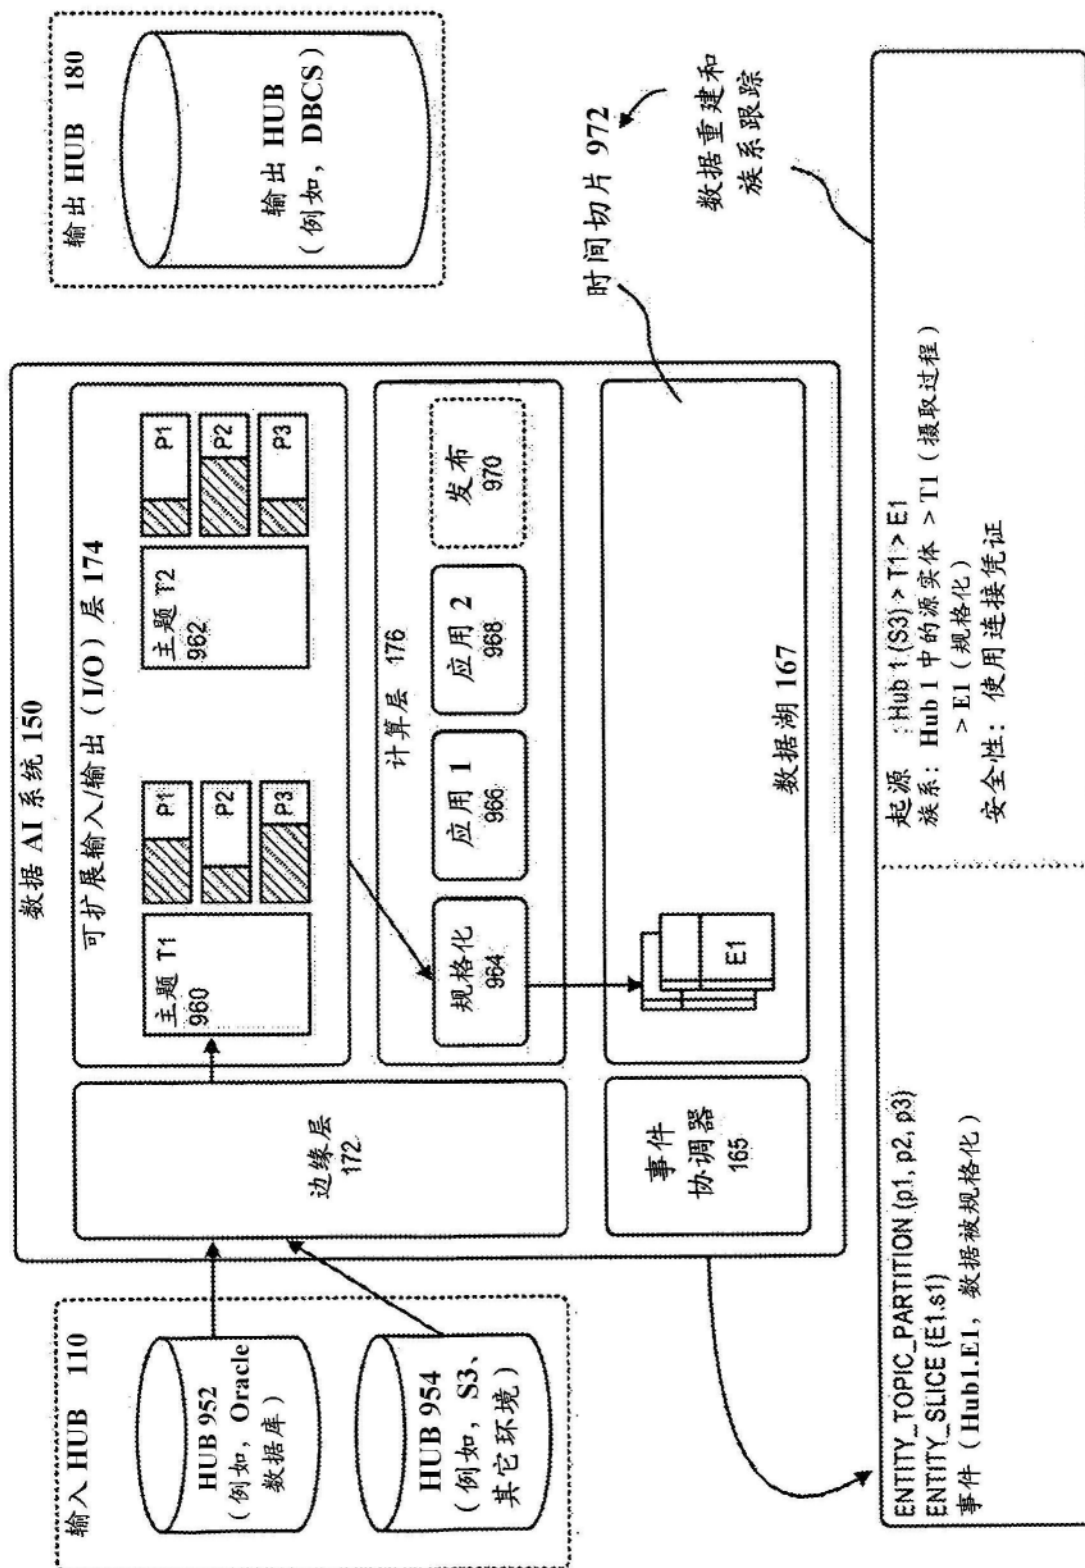 输入 HUB 110
HUB 952
(例如，Oracle
数据库)
HUB 954
(例如，S3、
其它环境)
数据 AI 系统 150
边缘层
172
可扩展输入/输出（I/O）层 174
主题 T1
960
P1
P2
P3
主题 T2
962
P1
P2
P3
计算层 176
规格化
964
应用 1
966
应用 2
968
发布
970
事件
协调器
165
E1
数据湖 167
输出 HUB 180
输出 HUB
(例如，DBCS)
时间切片 972
数据重建和
族系跟踪
ENTITY_TOPIC_PARTITION (p1, p2, p3)
ENTITY_SLICE (E1.s1)
事件（Hub1.E1，数据被规格化）
起源 : Hub 1 (S3) > T1 > E1
族系: Hub 1 中的源实体 > T1（摄取过程）
> E1（规格化）
安全性: 使用连接凭证